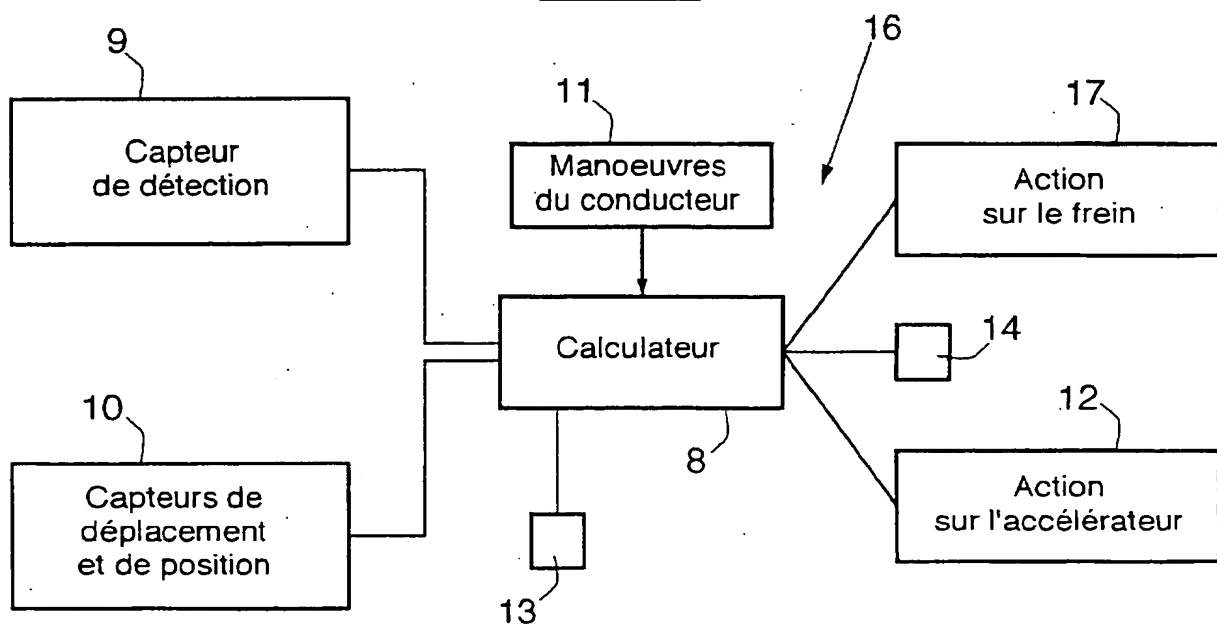 9
Capteur
de détection
11
Manoeuvres
du conducteur
16
17
Action
sur le frein
Calculateur
8
14
10
Capteurs de
déplacement
et de position
13
12
Action
sur l'accélérateur